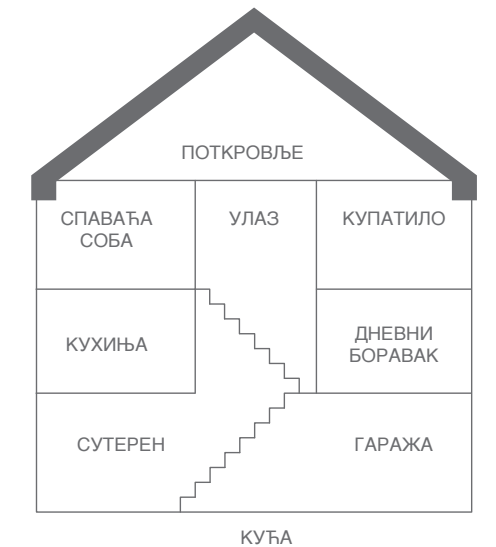 ПОТКРОВЉЕ
СПАВАЋА
СОБА
УЛАЗ
КУПАТИЛО
КУХИЊА
ДНЕВНИ
БОРАВАК
СУТЕРЕН
ГАРАЖА
КУЋА